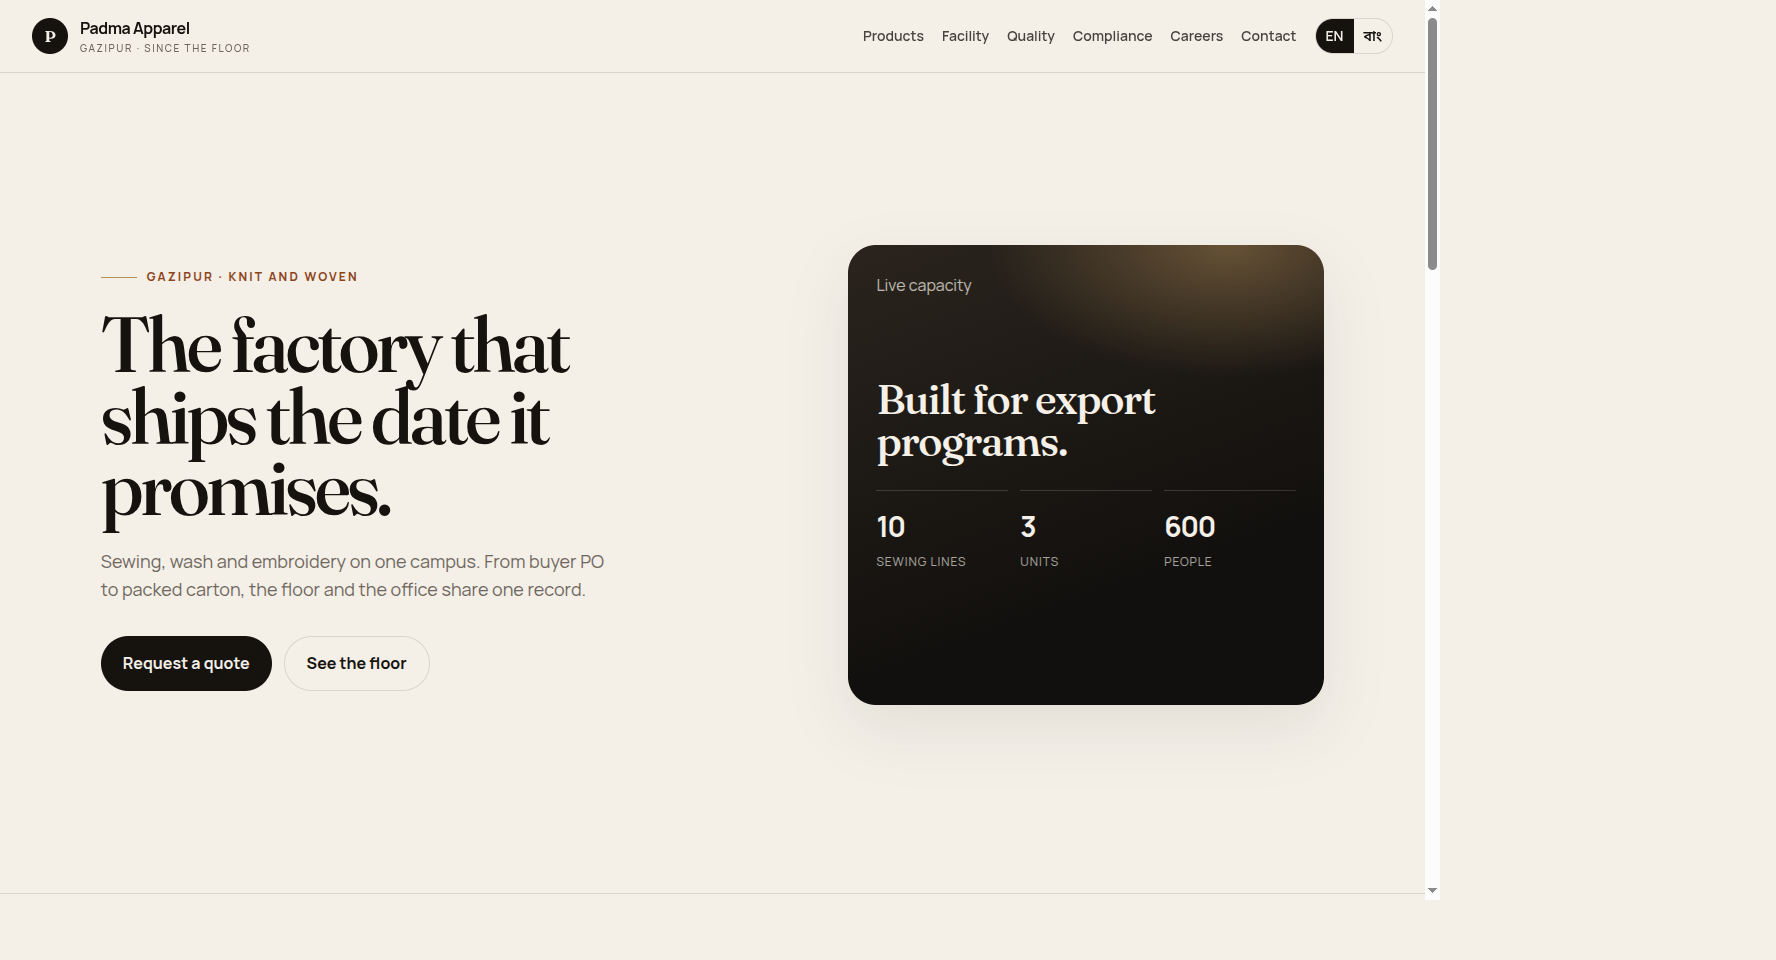 P
Padma Apparel
GAZIPUR · SINCE THE FLOOR
Products Facility Quality Compliance Careers Contact EN বাং
GAZIPUR · KNIT AND WOVEN
The factory that
ships the date it
promises.
Sewing, wash and embroidery on one campus. From buyer PO
to packed carton, the floor and the office share one record.
Request a quote See the floor
Live capacity
Built for export
programs.
10 3 600
SEWING LINES UNITS PEOPLE